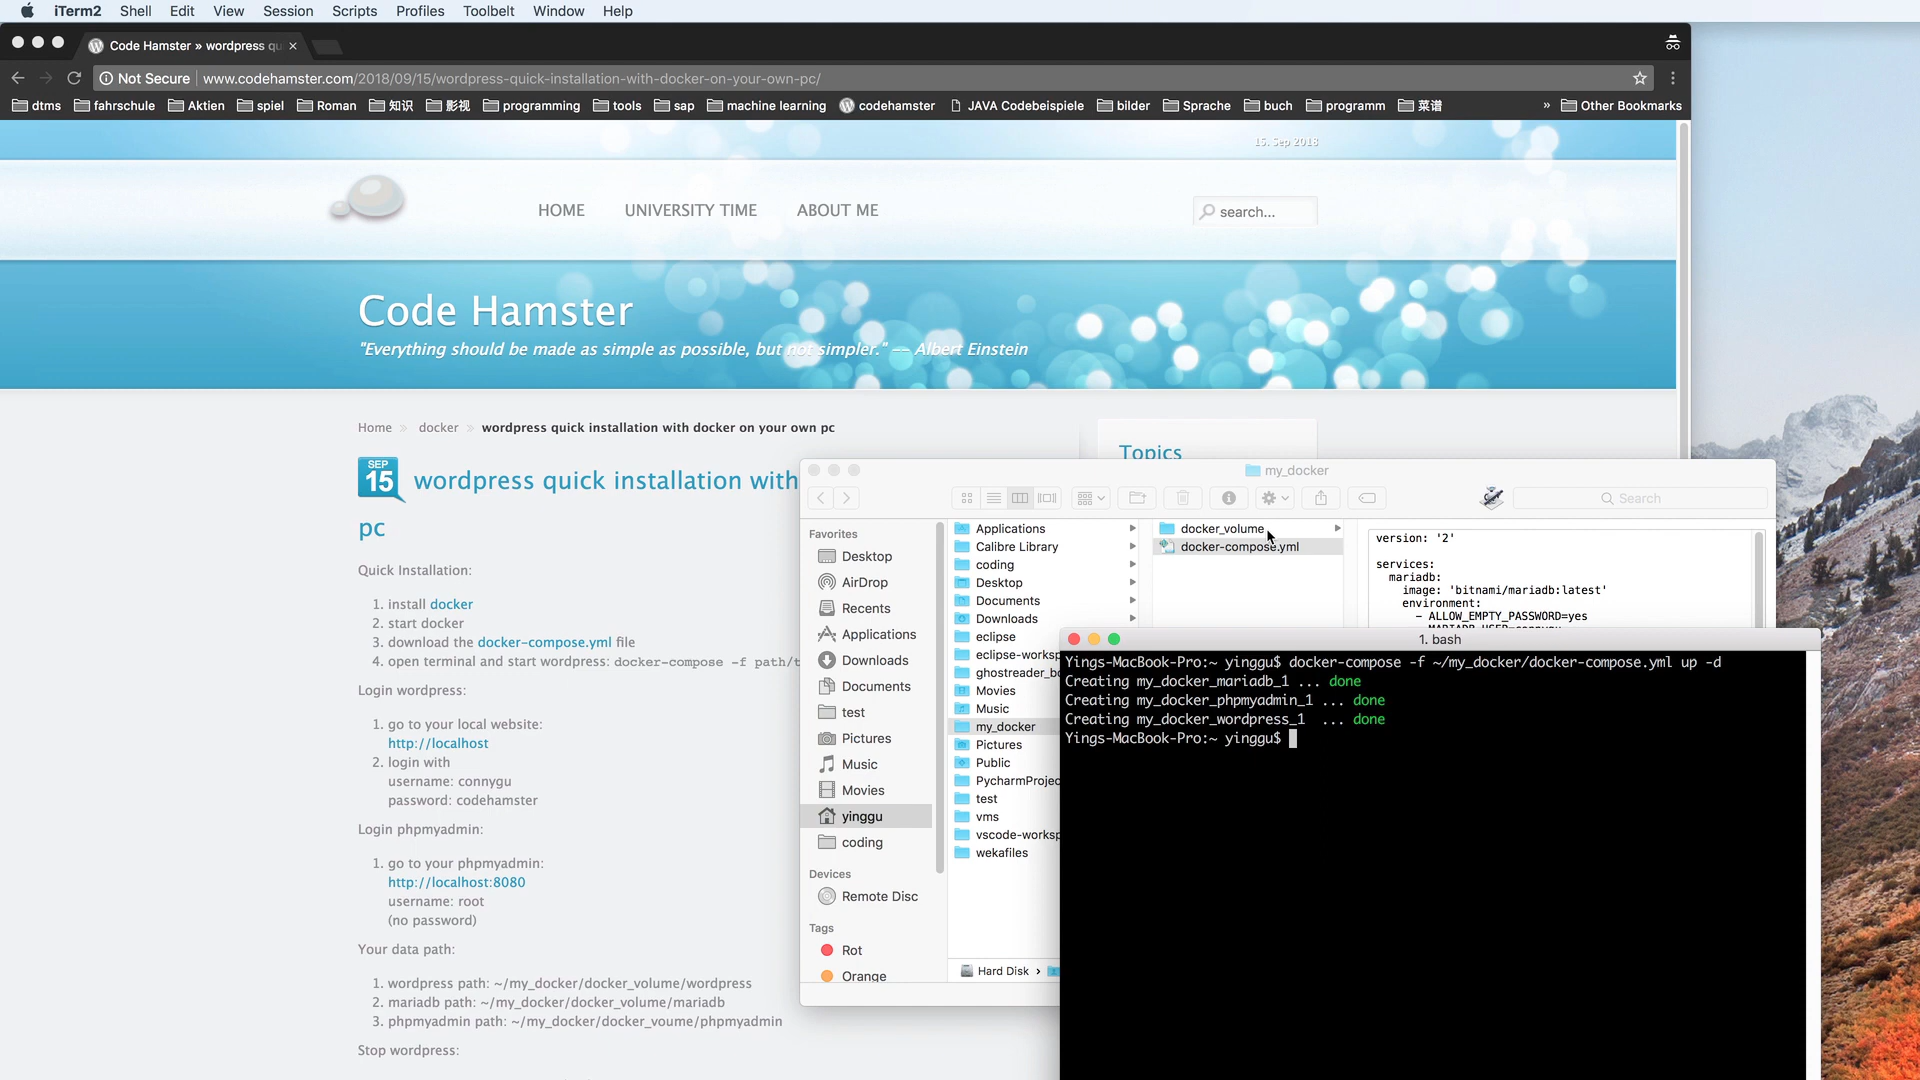 iTerm2 Shell Edit View Session Scripts Profiles Toolbelt Window Help
Code Hamster » wordpress qu
Not Secure www.codehamster.com/2018/09/15/wordpress-quick-installation-with-docker-on-your-own-pc/
dtms fahrschule Aktien spiel Roman 知识 影视 programming tools sap machine learning codehamster JAVA Codebeispiele bilder Sprache buch programm 菜谱 » Other Bookmarks
15. Sep 2018
HOME UNIVERSITY TIME ABOUT ME search...
Code Hamster
"Everything should be made as simple as possible, but not simpler." -- Albert Einstein
Home » docker » wordpress quick installation with docker on your own pc
Topics
SEP
15
wordpress quick installation with
pc
Quick Installation:
1. install docker
2. start docker
3. download the docker-compose.yml file
4. open terminal and start wordpress: docker-compose -f path/t
Login wordpress:
1. go to your local website:
http://localhost
2. login with
username: connygu
password: codehamster
Login phpmyadmin:
1. go to your phpmyadmin:
http://localhost:8080
username: root
(no password)
Your data path:
1. wordpress path: ~/my_docker/docker_volume/wordpress
2. mariadb path: ~/my_docker/docker_volume/mariadb
3. phpmyadmin path: ~/my_docker/docker_voume/phpmyadmin
Stop wordpress:
my_docker
Search
Favorites
Desktop
AirDrop
Recents
Applications
Downloads
Documents
test
Pictures
Music
Movies
yinggu
coding
Devices
Remote Disc
Tags
Rot
Orange
Applications
Calibre Library
coding
Desktop
Documents
Downloads
eclipse
eclipse-worksp
ghostreader_bo
Movies
Music
my_docker
Pictures
Public
PycharmProjec
test
vms
vscode-worksp
wekafiles
Hard Disk ›
docker_volume
docker-compose.yml
version: '2'
services:
mariadb:
image: 'bitnami/mariadb:latest'
environment:
- ALLOW_EMPTY_PASSWORD=yes
1. bash
Yings-MacBook-Pro:~ yinggu$ docker-compose -f ~/my_docker/docker-compose.yml up -d
Creating my_docker_mariadb_1 ... done
Creating my_docker_phpmyadmin_1 ... done
Creating my_docker_wordpress_1 ... done
Yings-MacBook-Pro:~ yinggu$